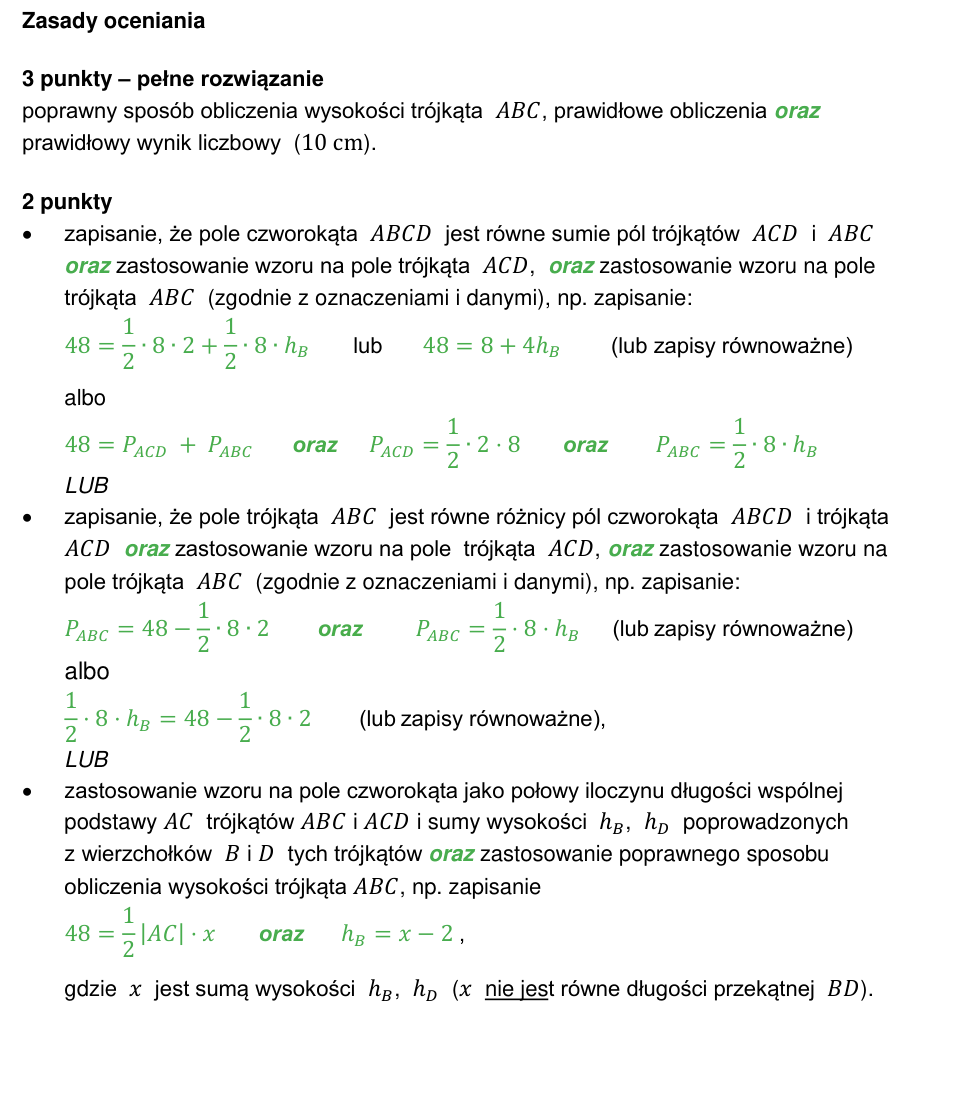 Zasady oceniania
3 punkty – pełne rozwiązanie
poprawny sposób obliczenia wysokości trójkąta ABC, prawidłowe obliczenia oraz
prawidłowy wynik liczbowy (10 cm).
2 punkty
• zapisanie, że pole czworokąta ABCD jest równe sumie pól trójkątów ACD i ABC
oraz zastosowanie wzoru na pole trójkąta ACD, oraz zastosowanie wzoru na pole
trójkąta ABC (zgodnie z oznaczeniami i danymi), np. zapisanie:
48 = 1/2 · 8 · 2 + 1/2 · 8 · h_B lub 48 = 8 + 4h_B (lub zapisy równoważne)
albo
48 = P_ACD + P_ABC oraz P_ACD = 1/2 · 2 · 8 oraz P_ABC = 1/2 · 8 · h_B
LUB
• zapisanie, że pole trójkąta ABC jest równe różnicy pól czworokąta ABCD i trójkąta
ACD oraz zastosowanie wzoru na pole trójkąta ACD, oraz zastosowanie wzoru na
pole trójkąta ABC (zgodnie z oznaczeniami i danymi), np. zapisanie:
P_ABC = 48 − 1/2 · 8 · 2 oraz P_ABC = 1/2 · 8 · h_B (lub zapisy równoważne)
albo
1/2 · 8 · h_B = 48 − 1/2 · 8 · 2 (lub zapisy równoważne),
LUB
• zastosowanie wzoru na pole czworokąta jako połowy iloczynu długości wspólnej
podstawy AC trójkątów ABC i ACD i sumy wysokości h_B, h_D poprowadzonych
z wierzchołków B i D tych trójkątów oraz zastosowanie poprawnego sposobu
obliczenia wysokości trójkąta ABC, np. zapisanie
48 = 1/2 |AC| · x oraz h_B = x − 2 ,
gdzie x jest sumą wysokości h_B, h_D (x nie jest równe długości przekątnej BD).